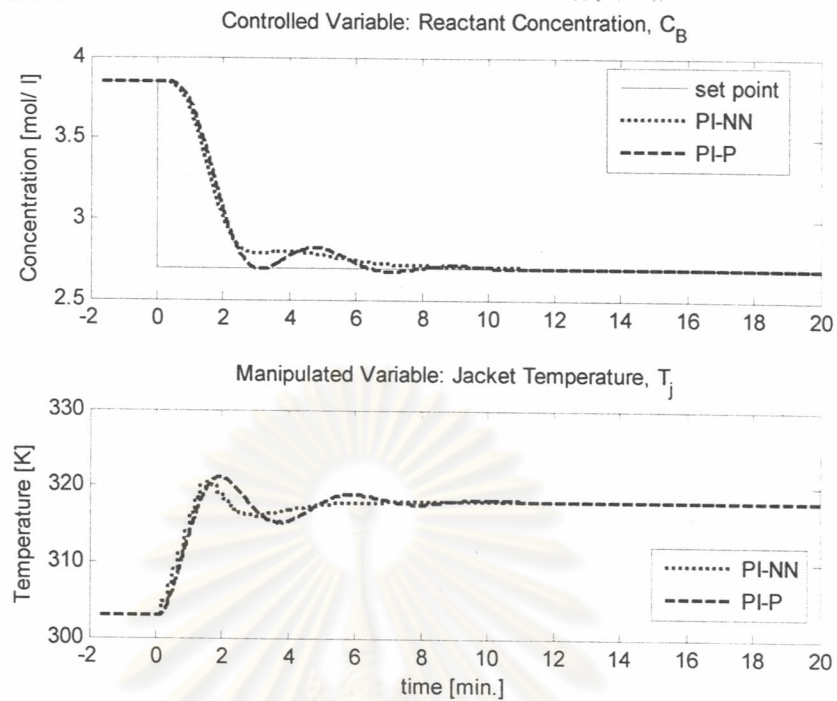 Controlled Variable: Reactant Concentration, C_B
4
3.5
3
2.5
Concentration [mol/ l]
set point
PI-NN
PI-P
-2 0 2 4 6 8 10 12 14 16 18 20
Manipulated Variable: Jacket Temperature, T_j
330
320
310
300
Temperature [K]
PI-NN
PI-P
-2 0 2 4 6 8 10 12 14 16 18 20
time [min.]